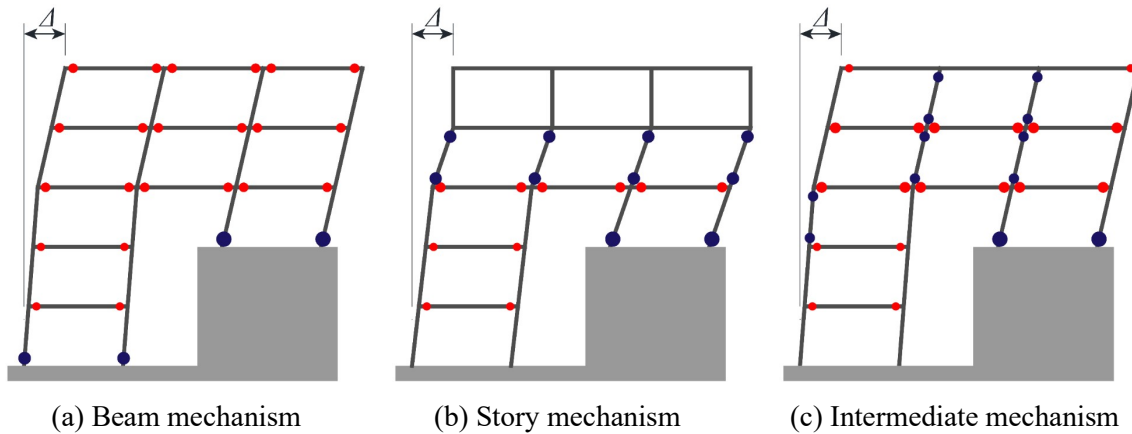 Δ Δ Δ
(a) Beam mechanism (b) Story mechanism (c) Intermediate mechanism